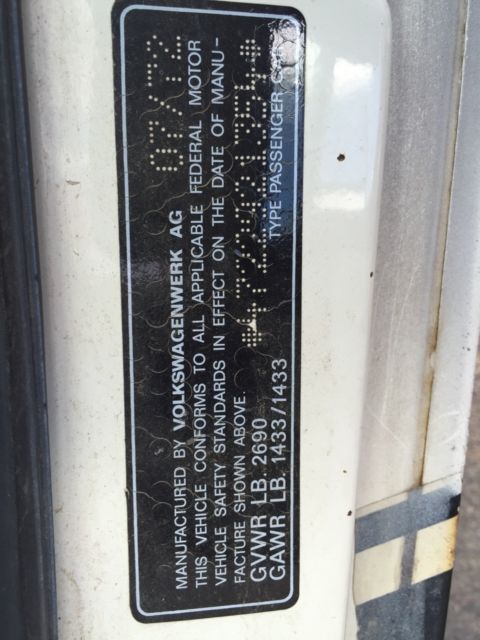 07/72
MANUFACTURED BY VOLKSWAGENWERK AG
THIS VEHICLE CONFORMS TO ALL APPLICABLE FEDERAL MOTOR
VEHICLE SAFETY STANDARDS IN EFFECT ON THE DATE OF MANU-
FACTURE SHOWN ABOVE.
GVWR LB. 2690
GAWR LB. 1433/1433
TYPE PASSENGER CAR